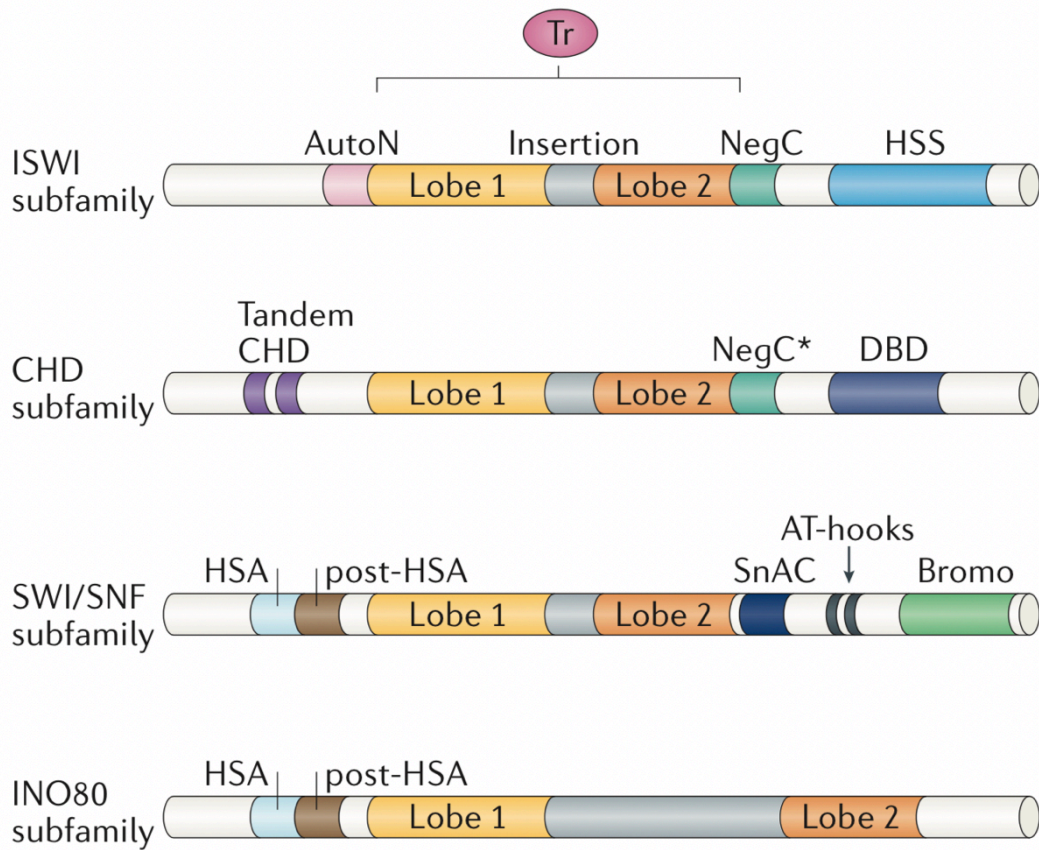 Tr
AutoN Insertion NegC HSS
ISWI
subfamily
Lobe 1 Lobe 2
Tandem
CHD
NegC* DBD
CHD
subfamily
Lobe 1 Lobe 2
AT-hooks
HSA post-HSA SnAC Bromo
SWI/SNF
subfamily
Lobe 1 Lobe 2
HSA post-HSA
INO80
subfamily
Lobe 1 Lobe 2